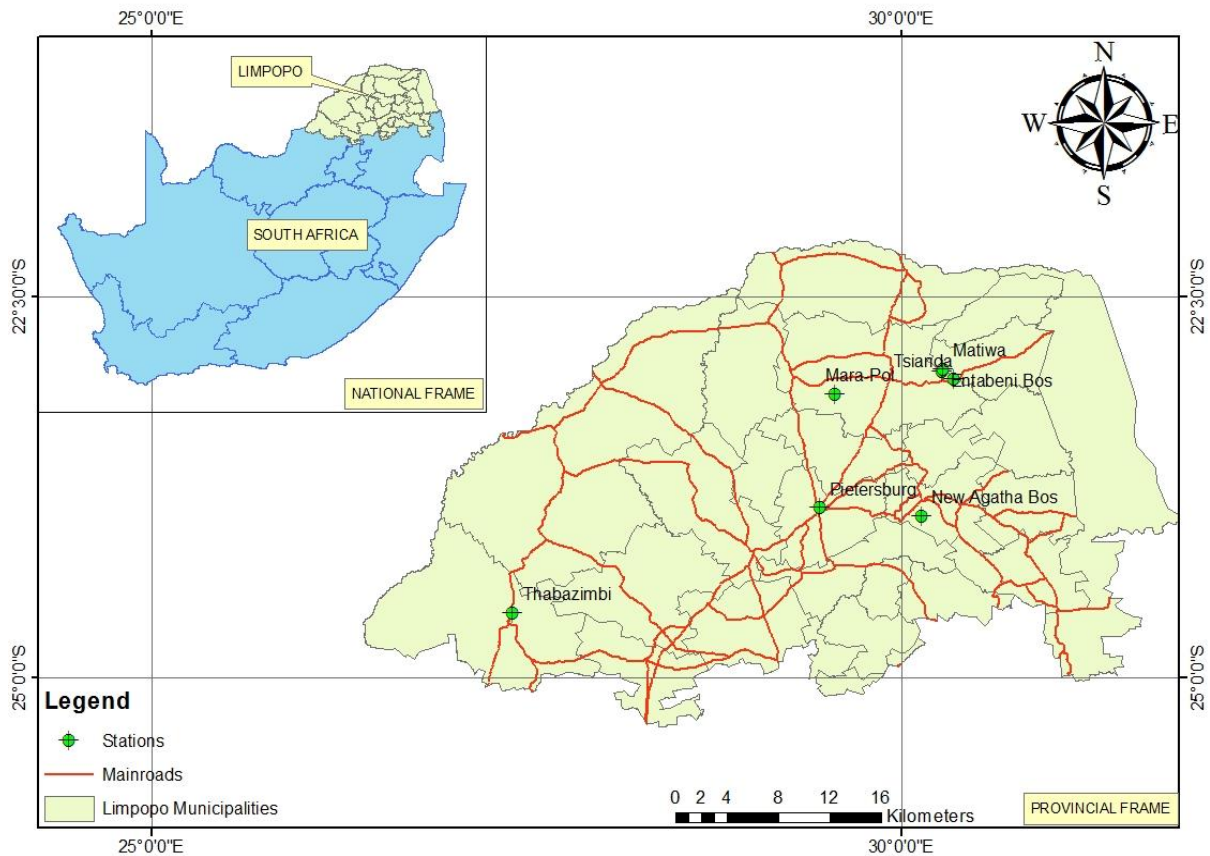 25°0'0"E
30°0'0"E
LIMPOPO
N
W
E
S
SOUTH AFRICA
22°30'0"S
22°30'0"S
NATIONAL FRAME
Matiwa
Tsianda
Mara-Pol
Entabeni Bos
Pietersburg
New Agatha Bos
Thabazimbi
25°0'0"S
25°0'0"S
Legend
Stations
Mainroads
Limpopo Municipalities
0 2 4 8 12 16
Kilometers
PROVINCIAL FRAME
25°0'0"E
30°0'0"E